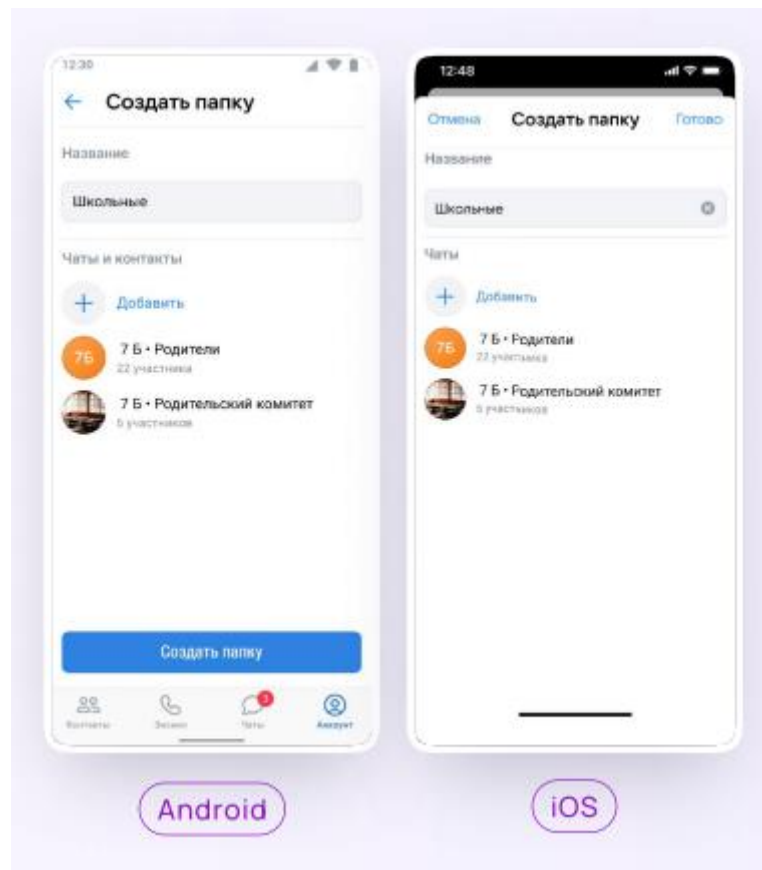 12:30
Создать папку
Название
Школьные
Чаты и контакты
Добавить
7Б
7 Б • Родители
22 участника
7 Б • Родительский комитет
5 участников
Создать папку
Контакты
Звонки
Чаты
3
Аккаунт
Android
12:48
Отмена
Создать папку
Готово
Название
Школьные
Чаты
Добавить
7Б
7 Б • Родители
22 участника
7 Б • Родительский комитет
5 участников
iOS